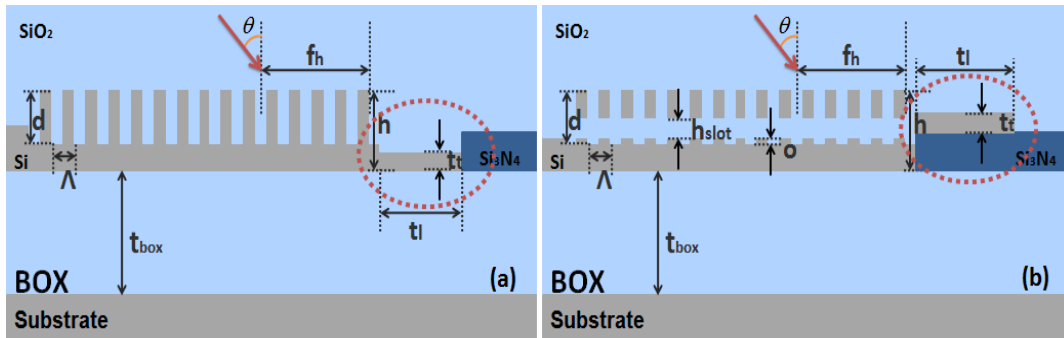 SiO₂
θ
fh
d
h
Si
Λ
tt
Si₃N₄
tl
tbox
BOX
(a)
Substrate
SiO₂
θ
fh
tl
d
hslot
h
tt
Si
o
Si₃N₄
Λ
tbox
BOX
(b)
Substrate